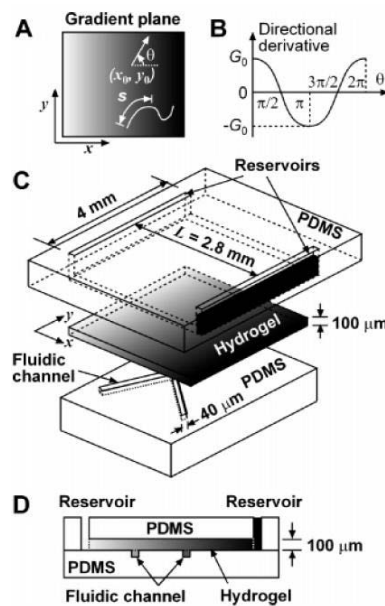 A Gradient plane
θ
(x₀, y₀)
s
y
x
B Directional
derivative
G₀
3π/2
0
π/2 π 2π θ
-G₀
C
Reservoirs
4 mm
PDMS
L = 2.8 mm
y
x
Hydrogel
100 μm
Fluidic
channel
PDMS
40 μm
D
Reservoir Reservoir
PDMS
100 μm
PDMS
Fluidic channel Hydrogel